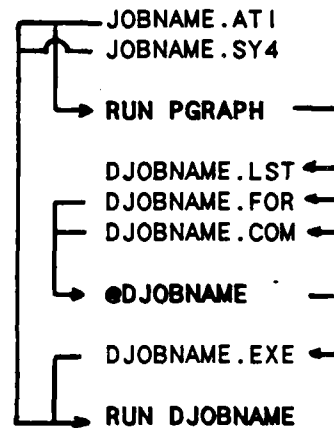 JOBNAME.ATI
JOBNAME.SY4
RUN PGRAPH
DJOBNAME.LST
DJOBNAME.FOR
DJOBNAME.COM
@DJOBNAME
DJOBNAME.EXE
RUN DJOBNAME